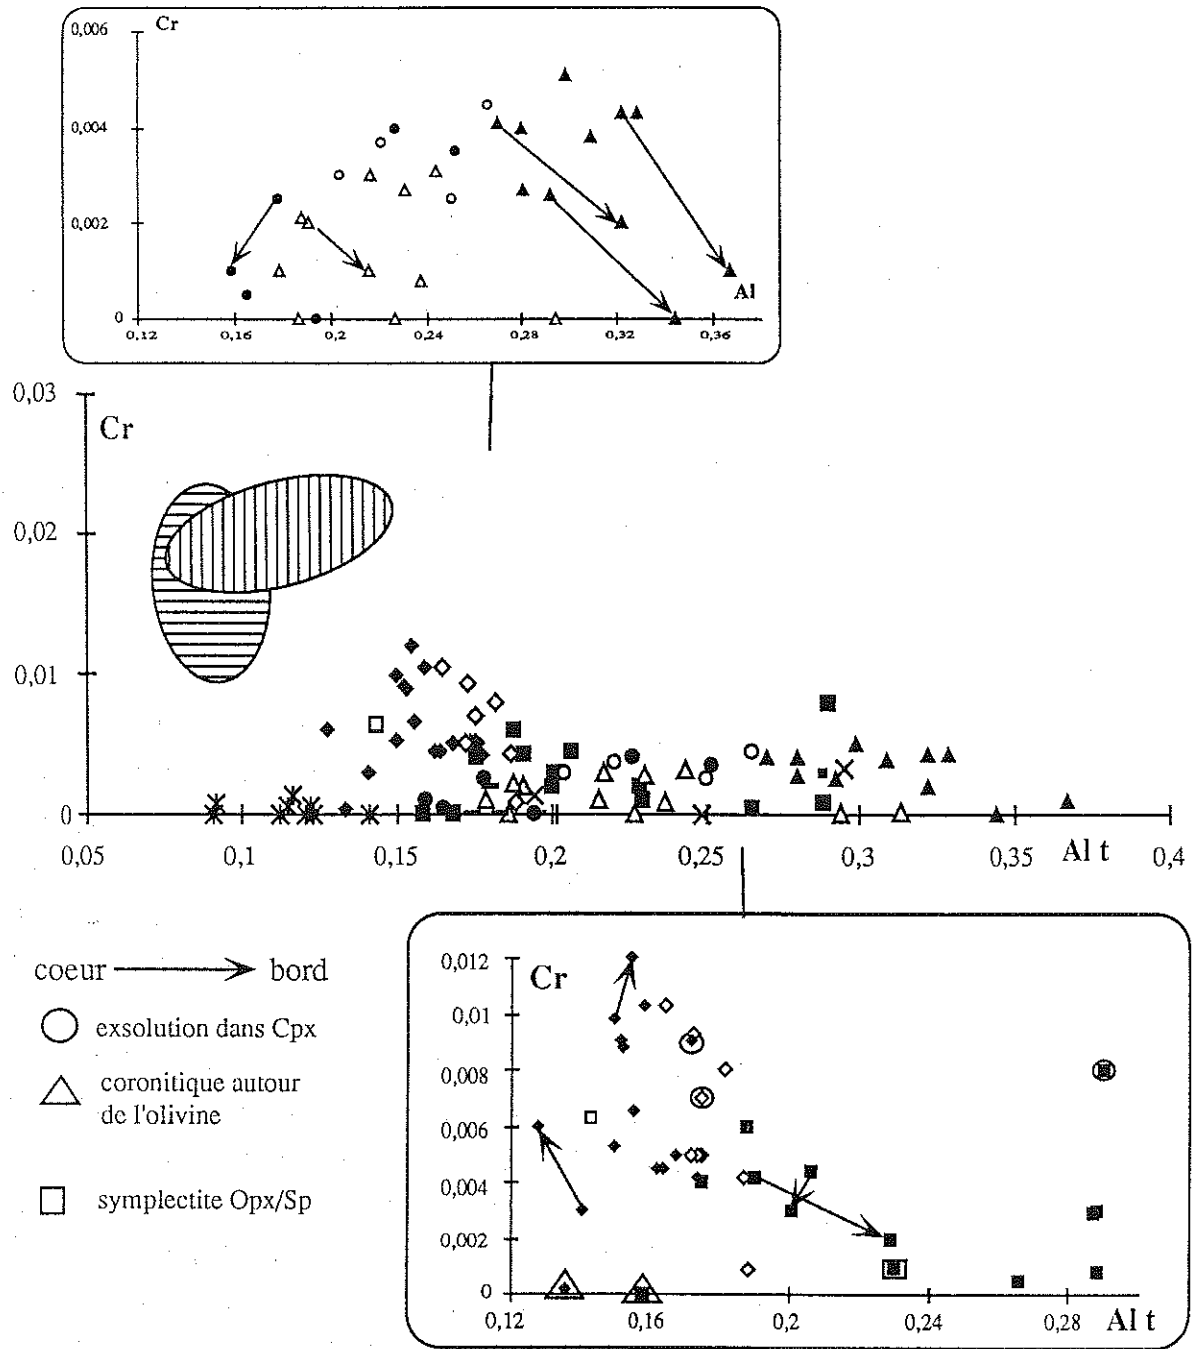 Cr
0,006
0,004
0,002
0
Al
0,12 0,16 0,2 0,24 0,28 0,32 0,36
0,03
Cr
0,02
0,01
0
0,05 0,1 0,15 0,2 0,25 0,3 0,35 Al t 0,4
coeur bord
exsolution dans Cpx
coronitique autour
de l'olivine
symplectite Opx/Sp
0,012
Cr
0,01
0,008
0,006
0,004
0,002
0
0,12 0,16 0,2 0,24 0,28 Al t